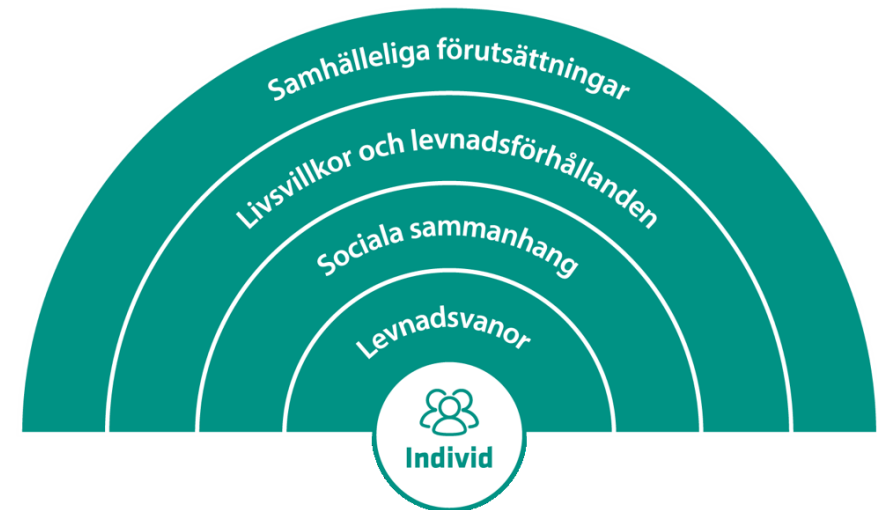 Samhälleliga förutsättningar
Livsvillkor och levnadsförhållanden
Sociala sammanhang
Levnadsvanor
Individ